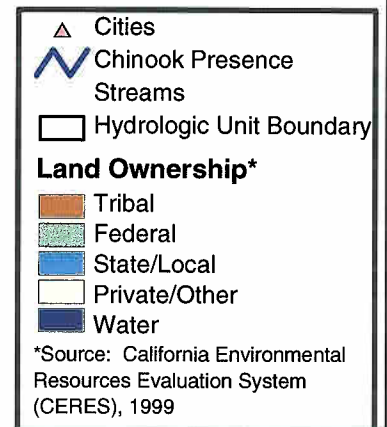 Cities
Chinook Presence
Streams
Hydrologic Unit Boundary
Land Ownership*
Tribal
Federal
State/Local
Private/Other
Water
*Source: California Environmental
Resources Evaluation System
(CERES), 1999